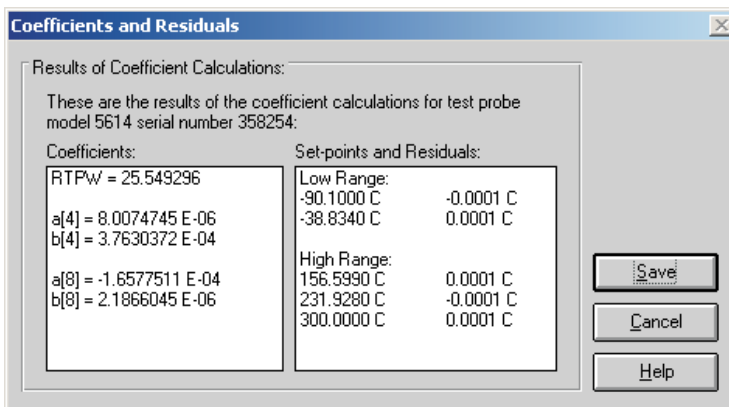 Coefficients and Residuals
Results of Coefficient Calculations:
These are the results of the coefficient calculations for test probe
model 5614 serial number 358254:
Coefficients:
RTPW = 25.549296
a[4] = 8.0074745 E-06
b[4] = 3.7630372 E-04
a[8] = -1.6577511 E-04
b[8] = 2.1866045 E-06
Set-points and Residuals:
Low Range:
-90.1000 C -0.0001 C
-38.8340 C 0.0001 C
High Range:
156.5990 C 0.0001 C
231.9280 C -0.0001 C
300.0000 C 0.0001 C
Save
Cancel
Help